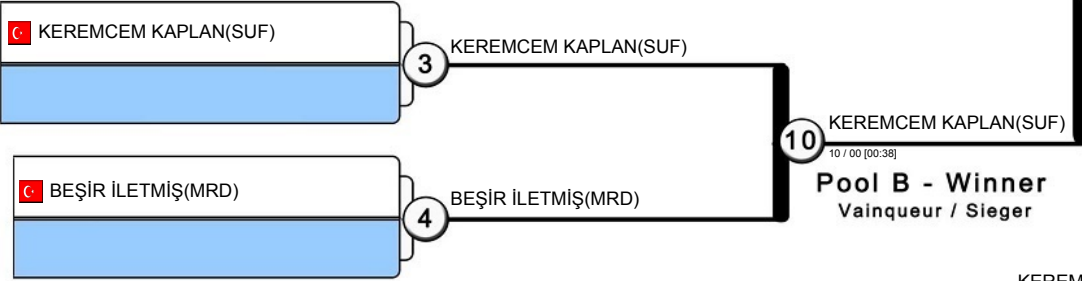 KEREMCEM KAPLAN(SUF)
3
KEREMCEM KAPLAN(SUF)
10
KEREMCEM KAPLAN(SUF)
10 / 00 [00:38]
Pool B - Winner
Vainqueur / Sieger
BEŞİR İLETMİŞ(MRD)
4
BEŞİR İLETMİŞ(MRD)
KEREM